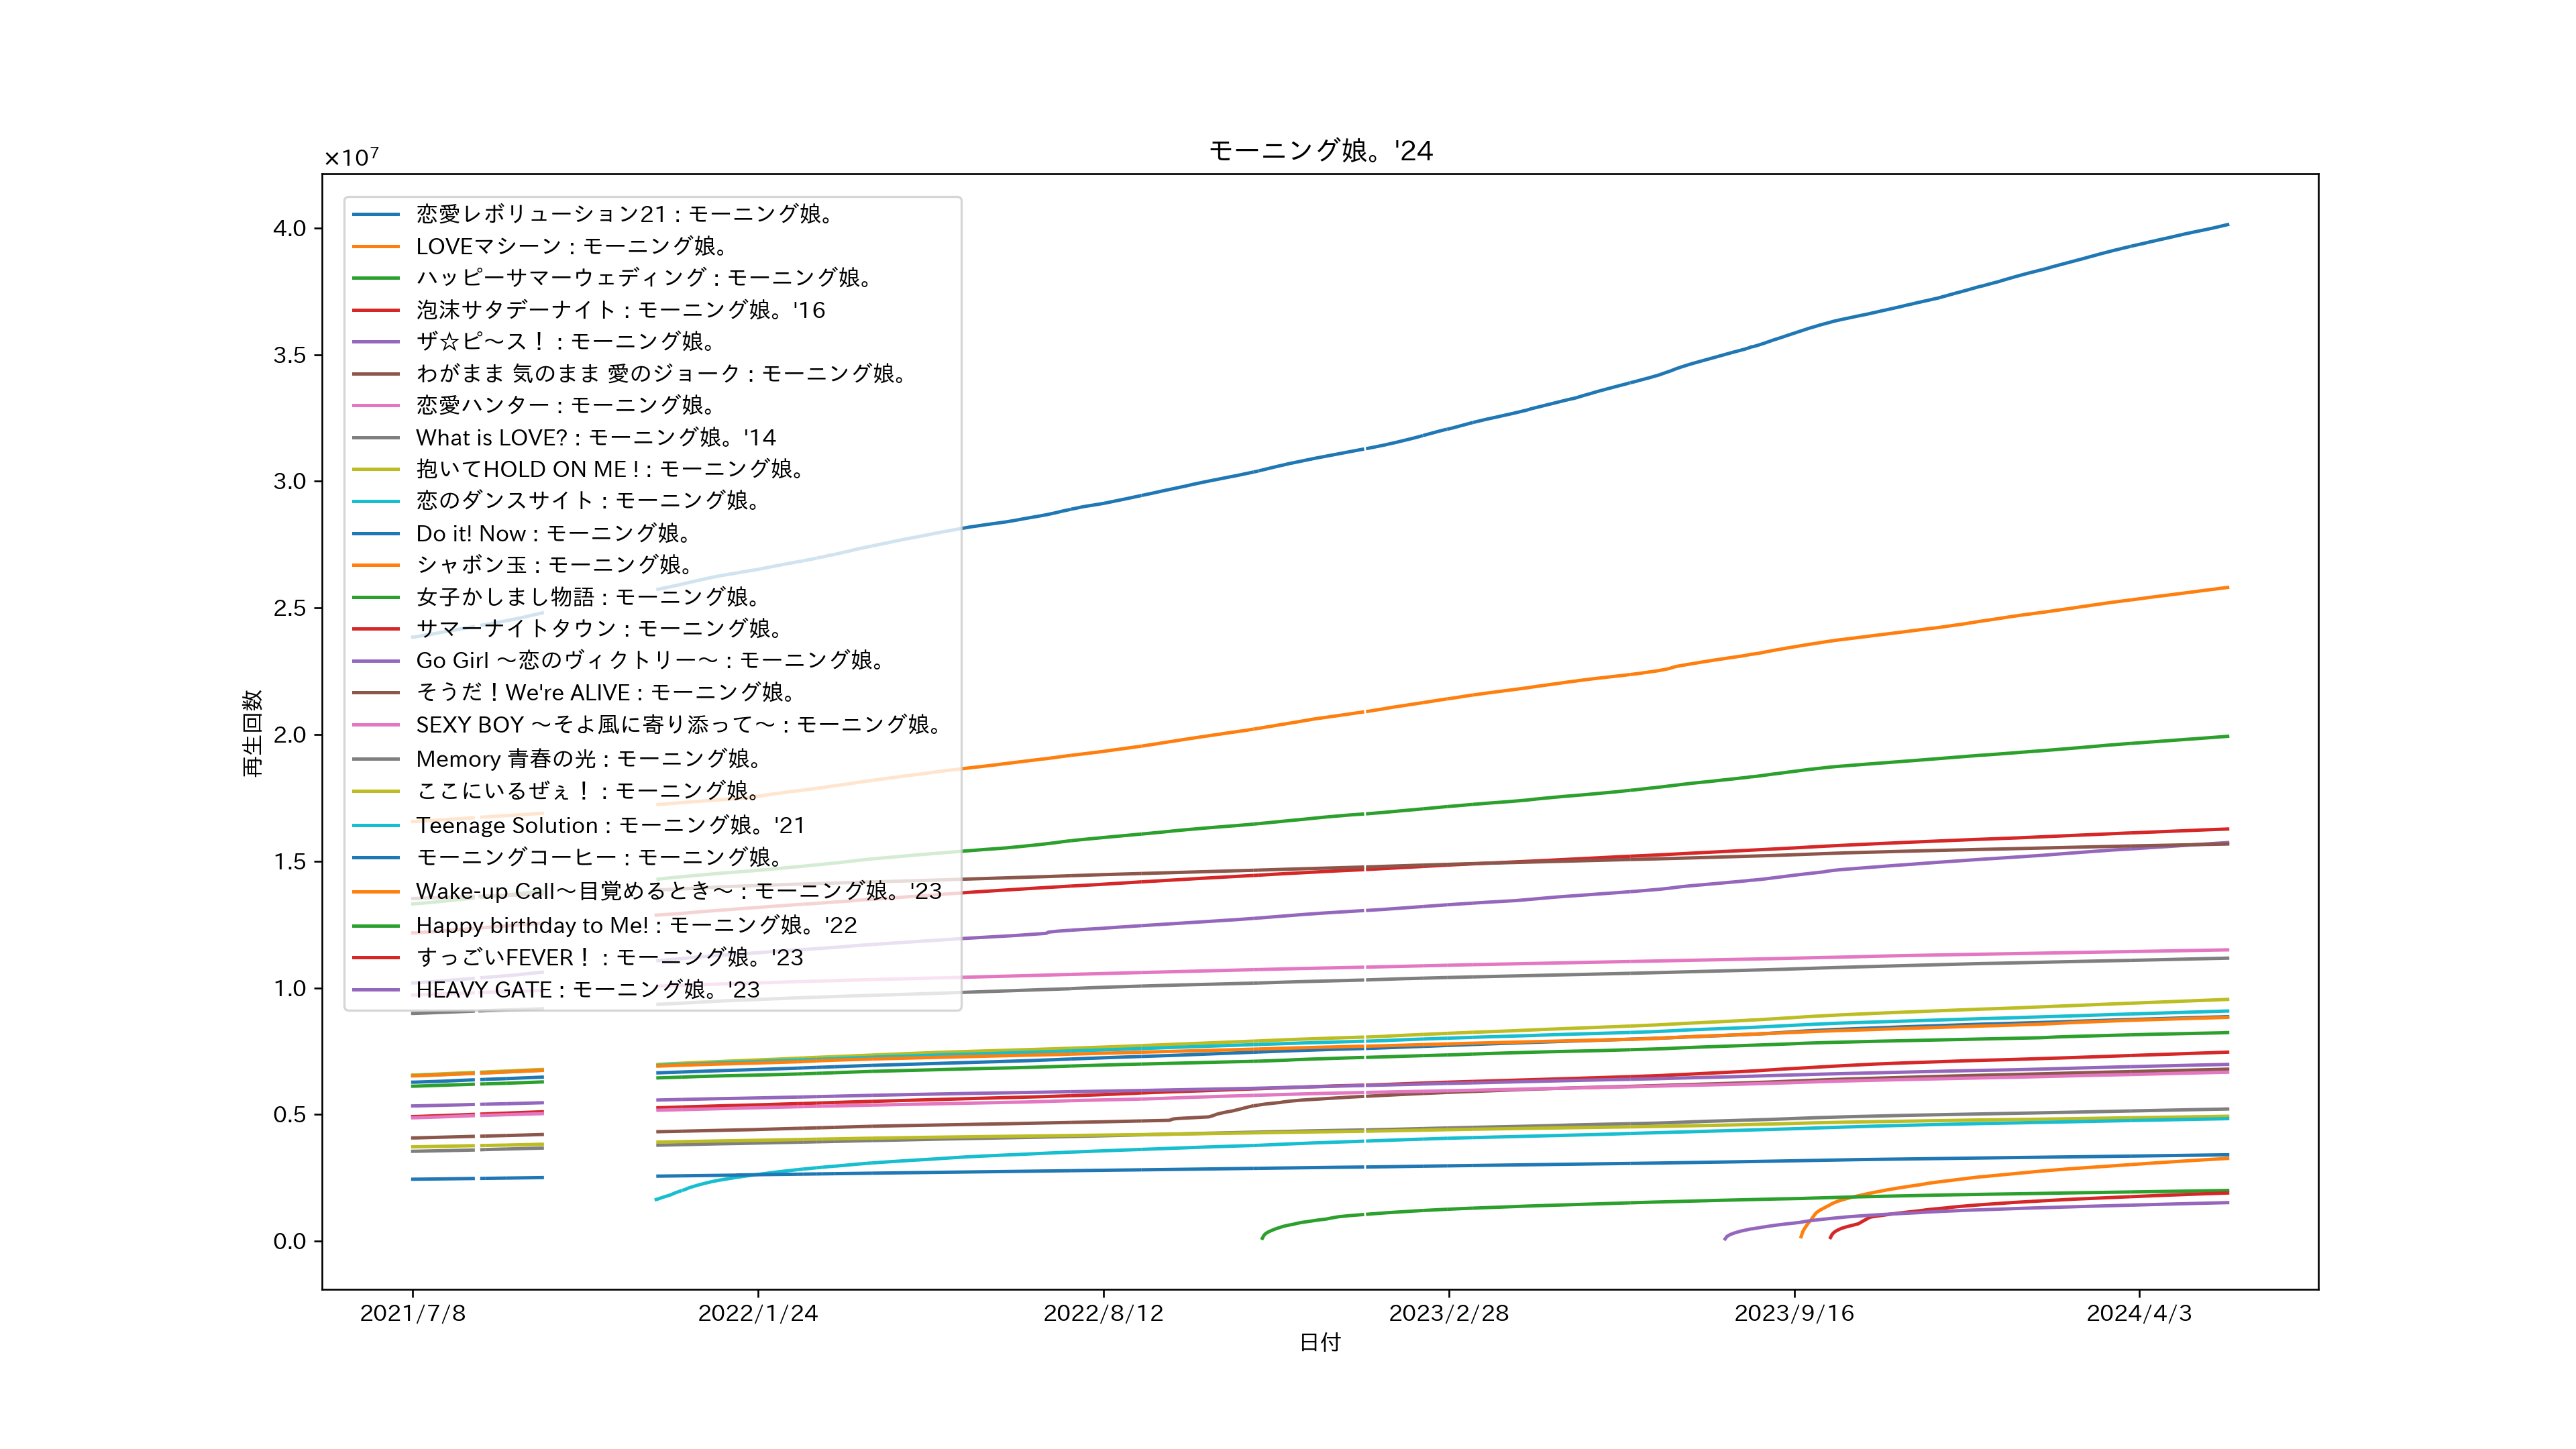 モーニング娘。'24
×10⁷
4.0
3.5
3.0
2.5
2.0
1.5
1.0
0.5
0.0
再生回数
恋愛レボリューション21 : モーニング娘。
LOVEマシーン : モーニング娘。
ハッピーサマーウェディング : モーニング娘。
泡沫サタデーナイト : モーニング娘。'16
ザ☆ピ〜ス！ : モーニング娘。
わがまま 気のまま 愛のジョーク : モーニング娘。
恋愛ハンター : モーニング娘。
What is LOVE? : モーニング娘。'14
抱いてHOLD ON ME ! : モーニング娘。
恋のダンスサイト : モーニング娘。
Do it! Now : モーニング娘。
シャボン玉 : モーニング娘。
女子かしまし物語 : モーニング娘。
サマーナイトタウン : モーニング娘。
Go Girl 〜恋のヴィクトリー〜 : モーニング娘。
そうだ！We're ALIVE : モーニング娘。
SEXY BOY 〜そよ風に寄り添って〜 : モーニング娘。
Memory 青春の光 : モーニング娘。
ここにいるぜぇ！ : モーニング娘。
Teenage Solution : モーニング娘。'21
モーニングコーヒー : モーニング娘。
Wake-up Call〜目覚めるとき〜 : モーニング娘。'23
Happy birthday to Me! : モーニング娘。'22
すっごいFEVER！ : モーニング娘。'23
HEAVY GATE : モーニング娘。'23
2021/7/8
2022/1/24
2022/8/12
2023/2/28
2023/9/16
2024/4/3
日付